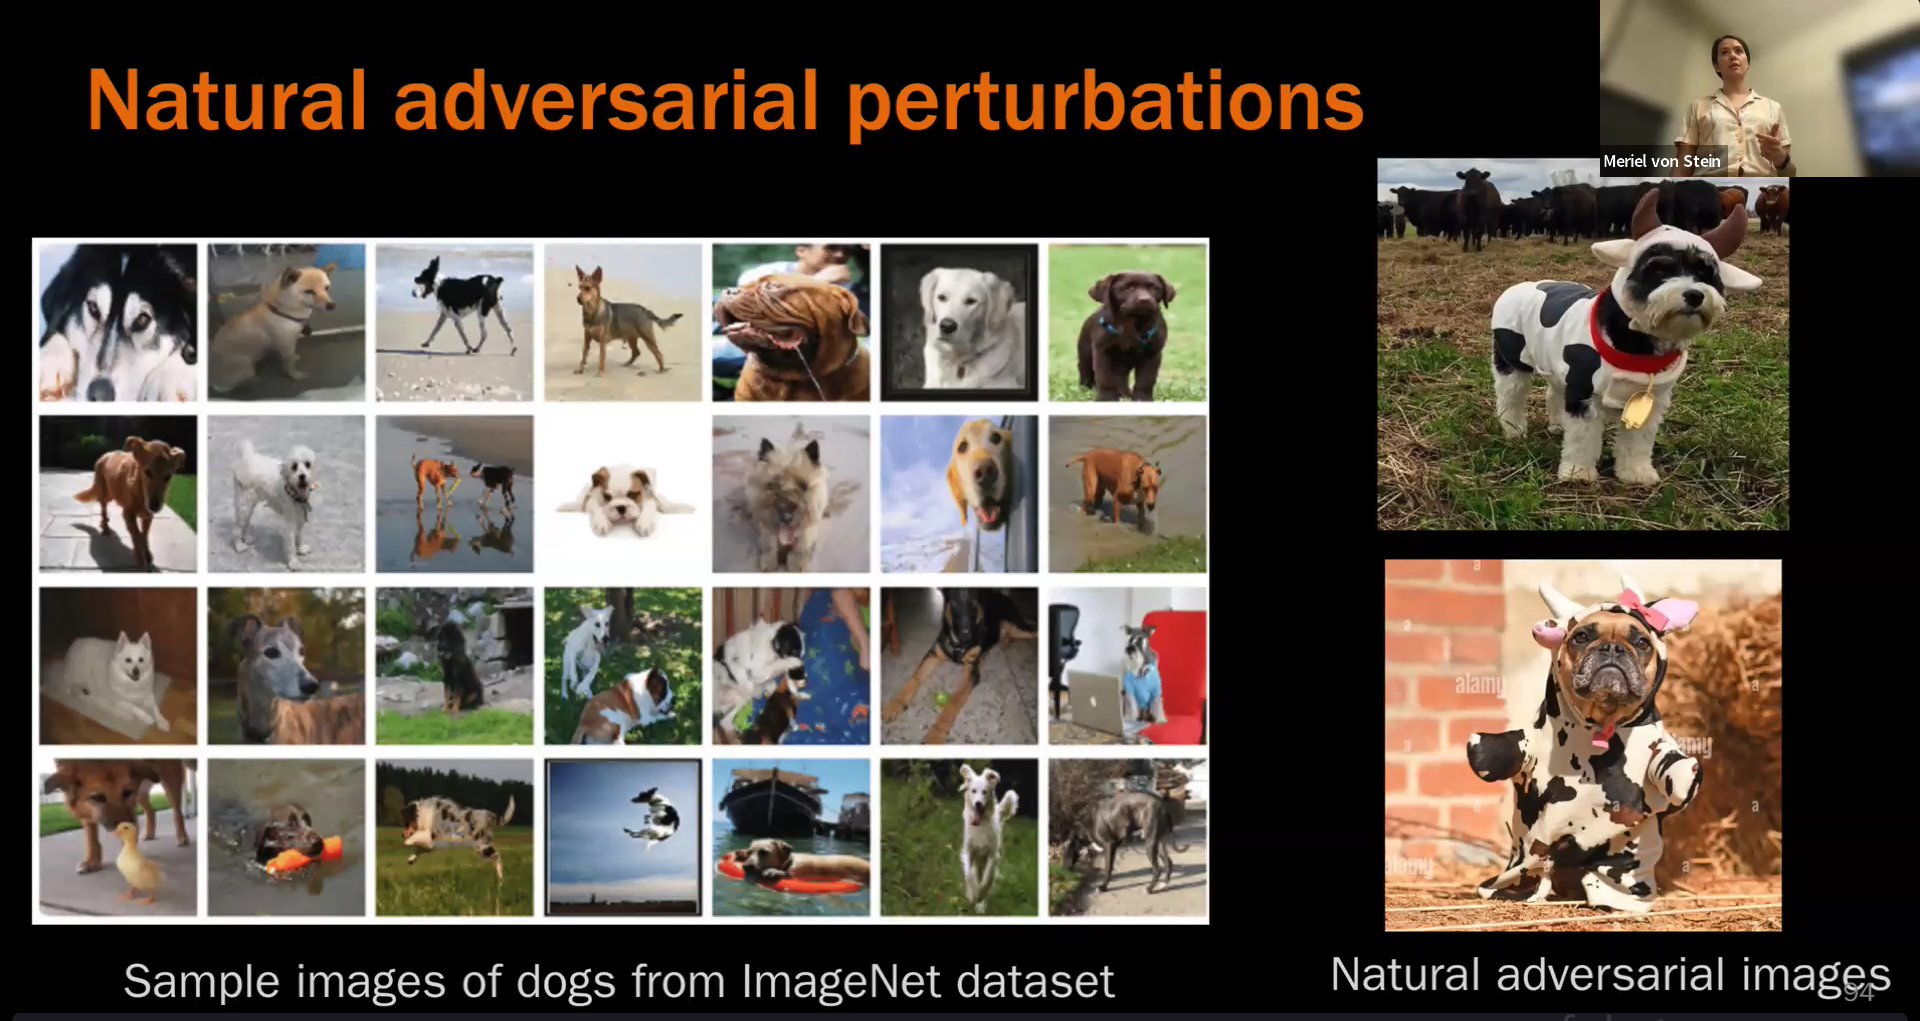 Natural adversarial perturbations
Meriel von Stein
alamy
alamy
alamy
Sample images of dogs from ImageNet dataset
Natural adversarial images
94